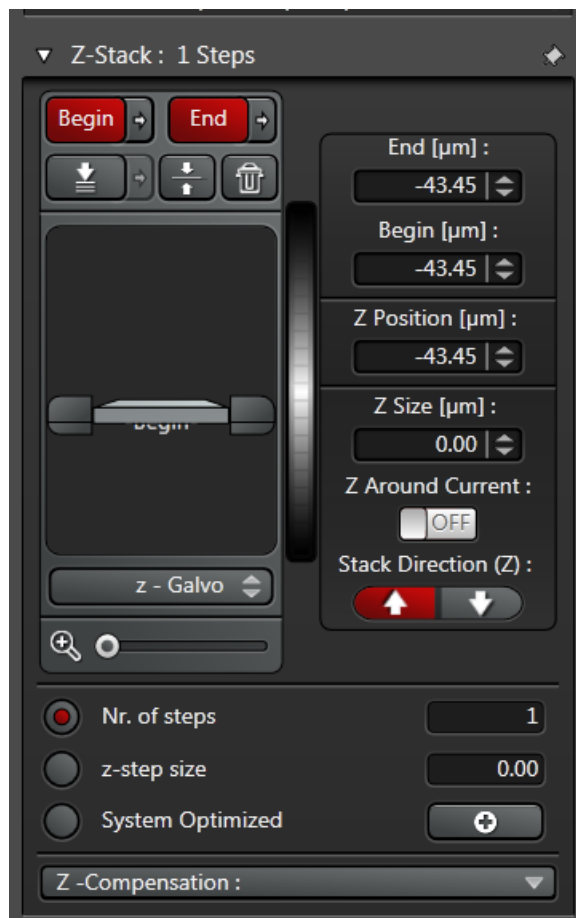 Z-Stack : 1 Steps
Begin
End
End [µm] :
-43.45
Begin [µm] :
-43.45
Z Position [µm] :
-43.45
Z Size [µm] :
0.00
Z Around Current :
OFF
Stack Direction (Z) :
Begin
z - Galvo
Nr. of steps 1
z-step size 0.00
System Optimized
Z -Compensation :